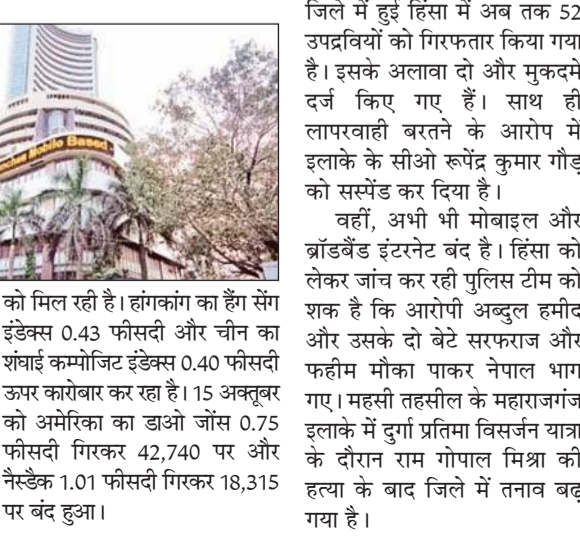 nches Mobile Based
को मिल रही है। हांगकांग का हैंग सेंग
इंडेक्स 0.43 फीसदी और चीन का
शंघाई कम्पोजिट इंडेक्स 0.40 फीसदी
ऊपर कारोबार कर रहा है। 15 अक्तूबर
को अमेरिका का डाओ जोंस 0.75
फीसदी गिरकर 42,740 पर और
नैस्डैक 1.01 फीसदी गिरकर 18,315
पर बंद हुआ।
जिले में हुई हिंसा में अब तक 52
उपद्रवियों को गिरफतार किया गया
है। इसके अलावा दो और मुकदमे
दर्ज किए गए हैं। साथ ही
लापरवाही बरतने के आरोप में
इलाके के सीओ रूपेंद्र कुमार गौड़
को सस्पेंड कर दिया है।
वहीं, अभी भी मोबाइल और
ब्रॉडबैंड इंटरनेट बंद है। हिंसा को
लेकर जांच कर रही पुलिस टीम को
शक है कि आरोपी अब्दुल हमीद
और उसके दो बेटे सरफराज और
फहीम मौका पाकर नेपाल भाग
गए। महसी तहसील के महाराजगंज
इलाके में दुर्गा प्रतिमा विसर्जन यात्रा
के दौरान राम गोपाल मिश्रा की
हत्या के बाद जिले में तनाव बढ़
गया है।